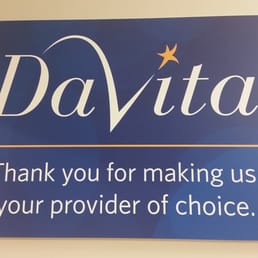 DaVita
Thank you for making us
your provider of choice.